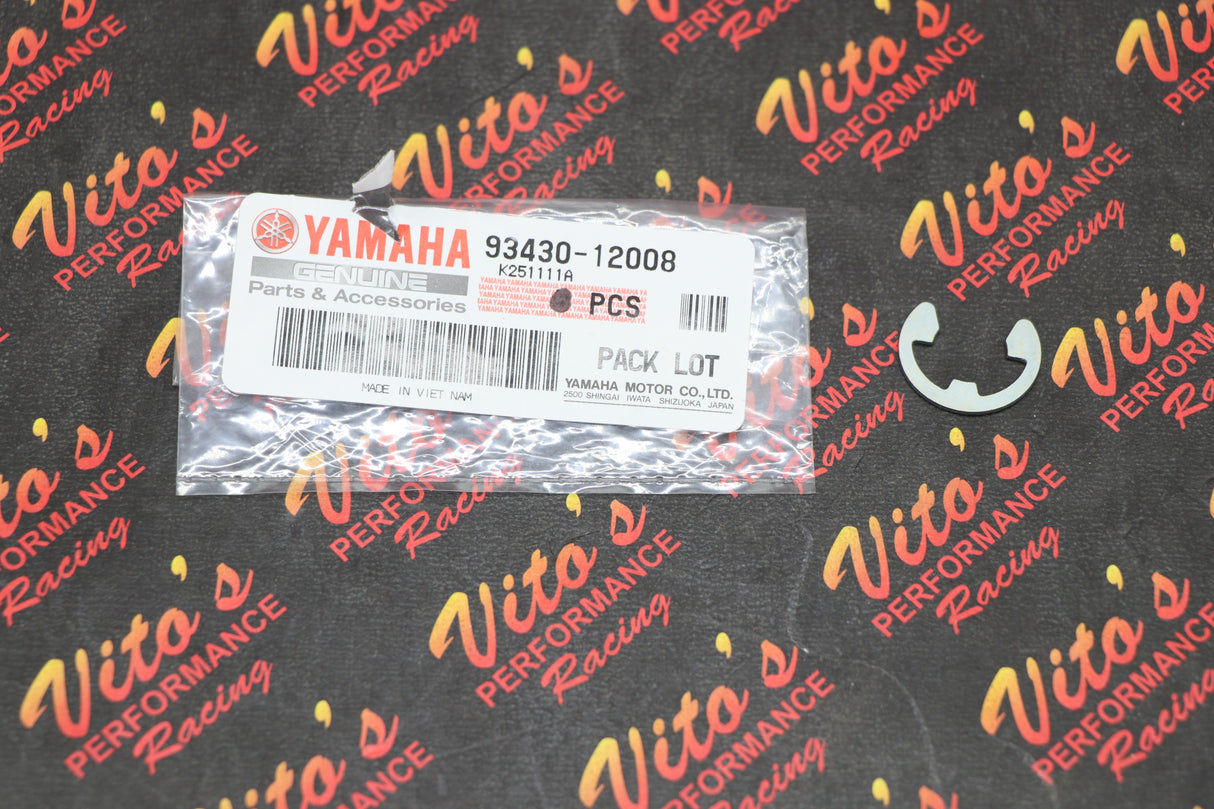 YAMAHA 93430-12008
GENUINE K251111A
Parts & Accessories PCS
PACK LOT
MADE IN VIET NAM
YAMAHA MOTOR CO., LTD.
2500 SHINGAI IWATA SHIZUOKA JAPAN
Vito's
PERFORMANCE
Racing